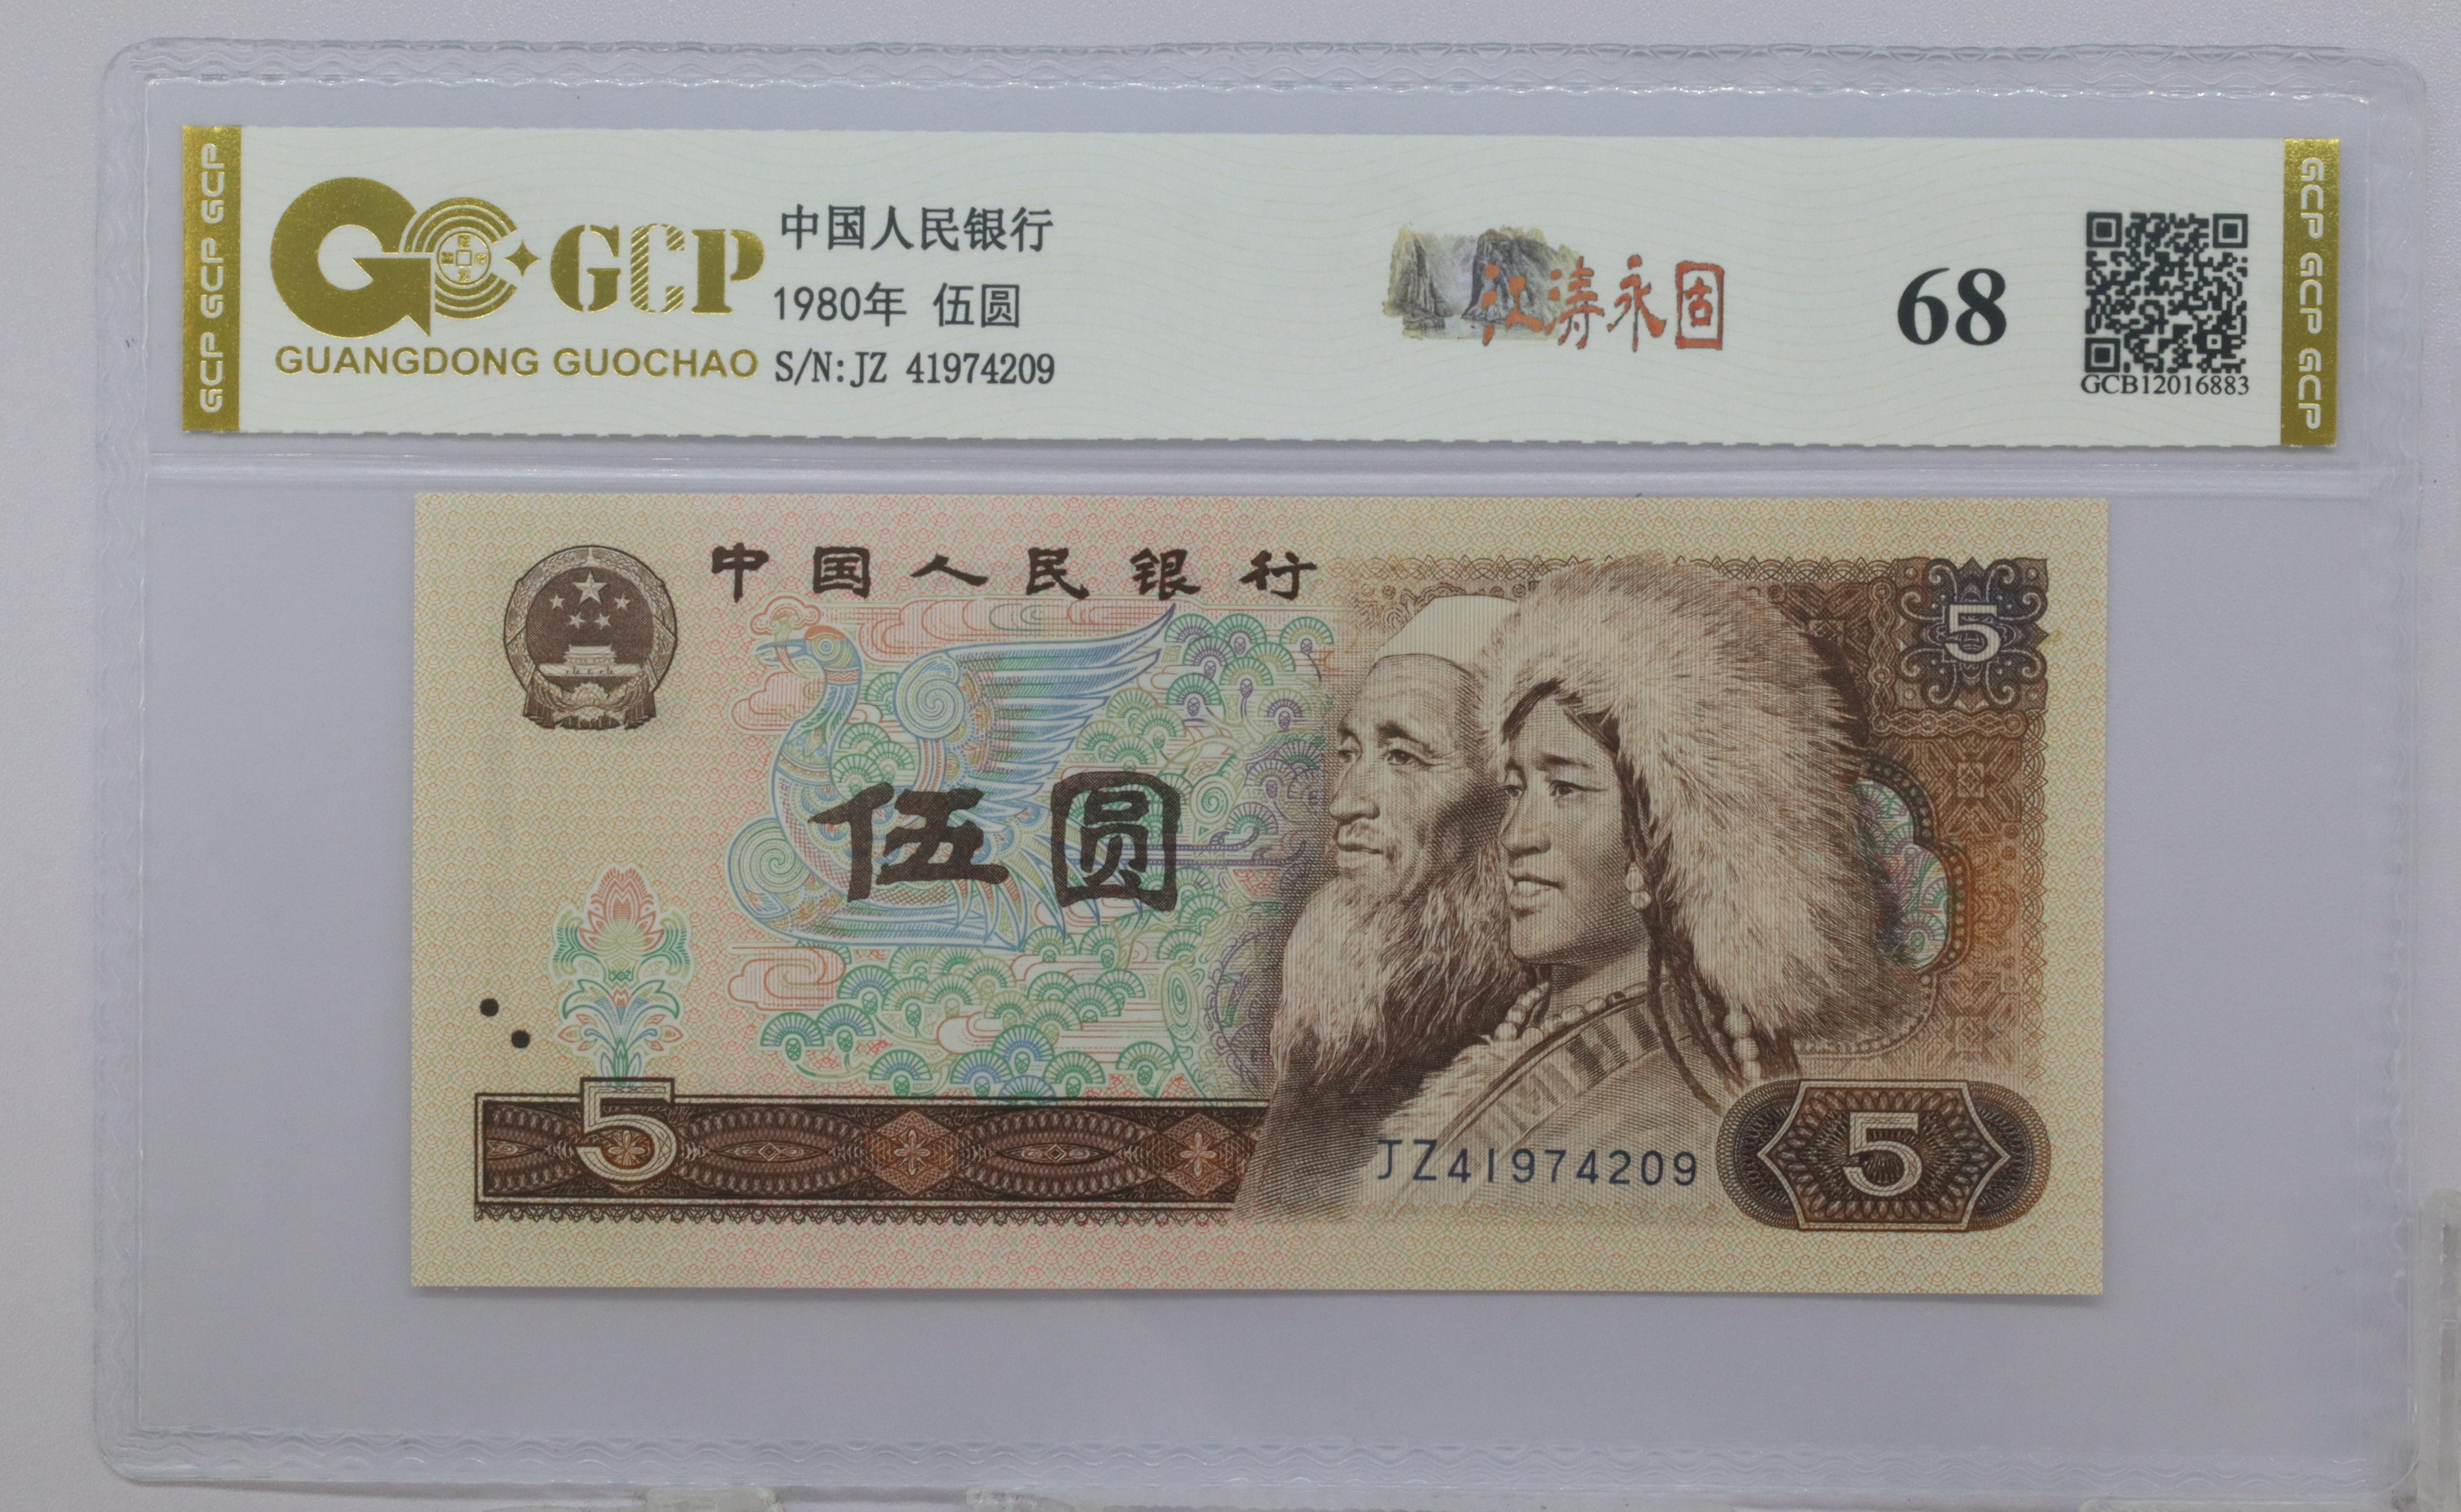 GCP GCP GCP
GCP
GUANGDONG GUOCHAO
中国人民银行
1980年 伍圆
S/N:JZ 41974209
江涛永固
68
GCB12016883
GCP GCP GCP
中国人民银行
5
伍圆
5
JZ41974209
5